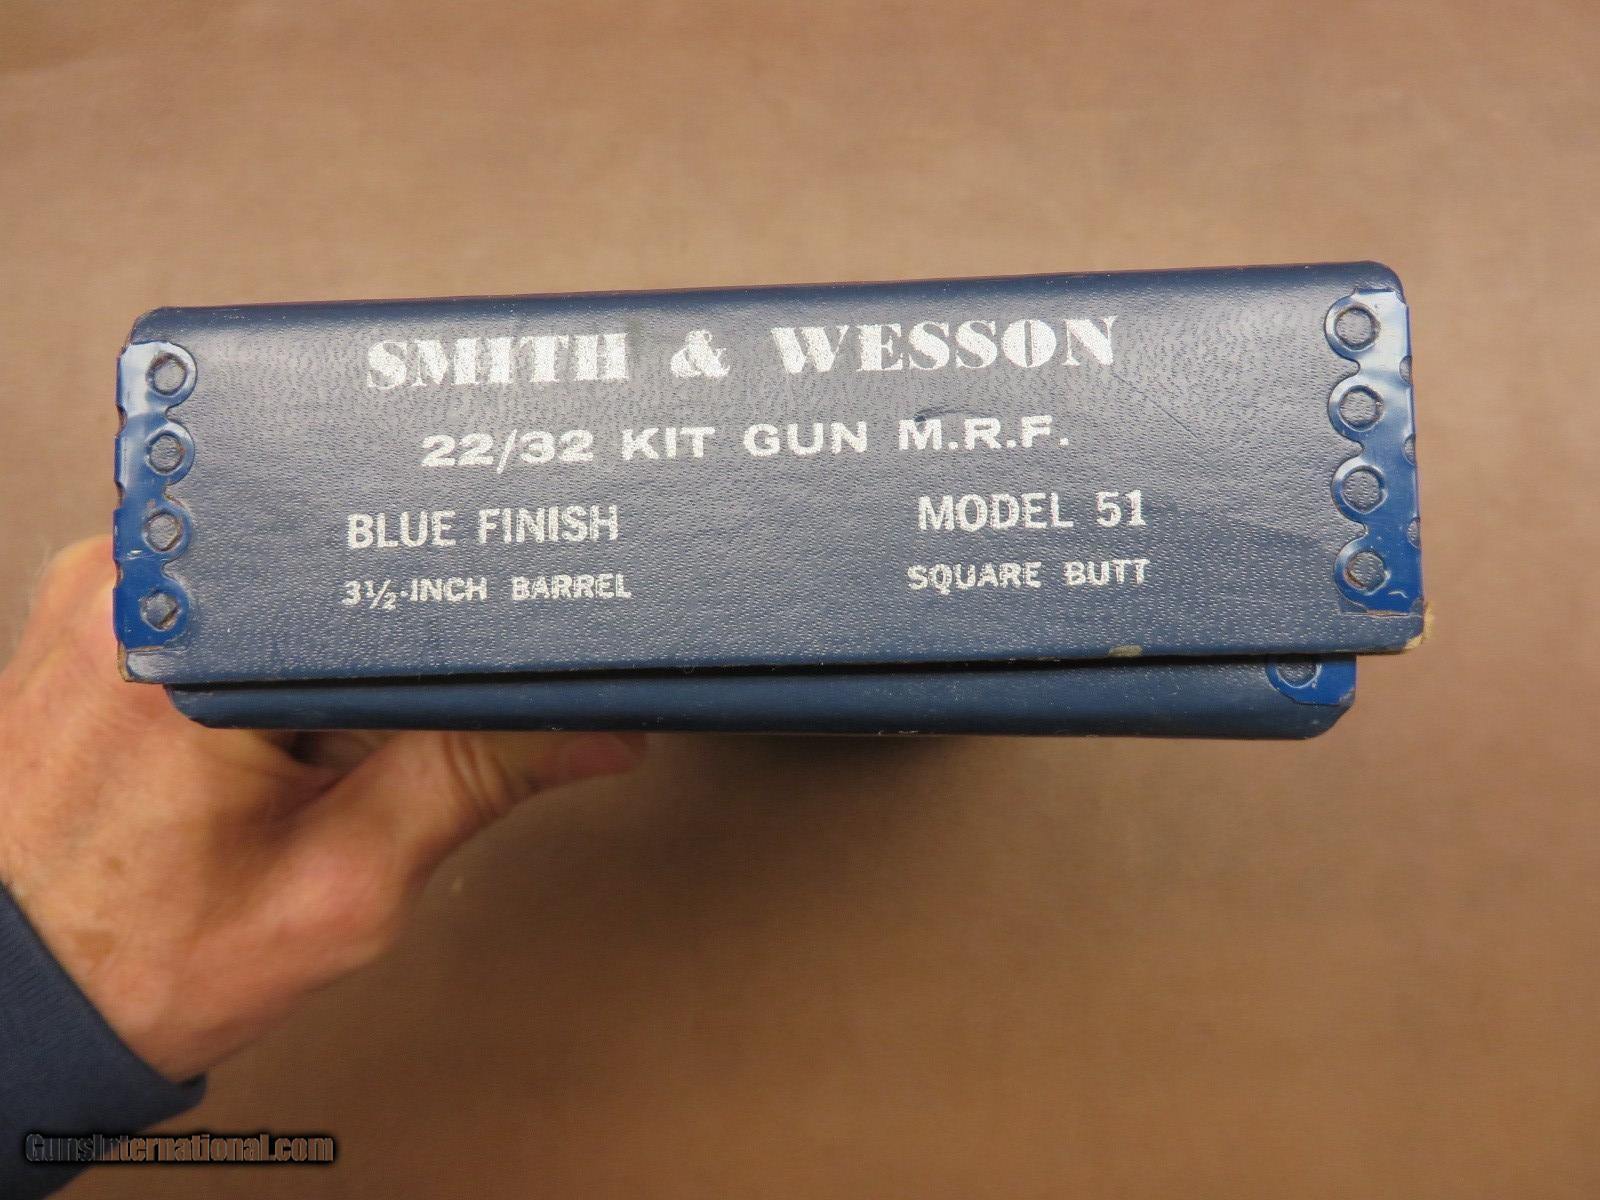 SMITH & WESSON
22/32 KIT GUN M.R.F.
BLUE FINISH MODEL 51
3½-INCH BARREL SQUARE BUTT
GunsInternational.com